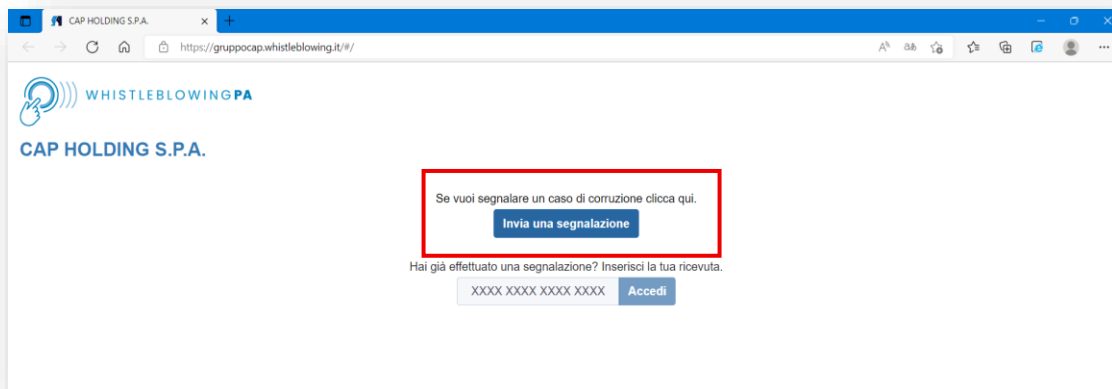 CAP HOLDING S.P.A.
https://gruppocap.whistleblowing.it/#/
WHISTLEBLOWINGPA
CAP HOLDING S.P.A.
Se vuoi segnalare un caso di corruzione clicca qui.
Invia una segnalazione
Hai già effettuato una segnalazione? Inserisci la tua ricevuta.
XXXX XXXX XXXX XXXX Accedi